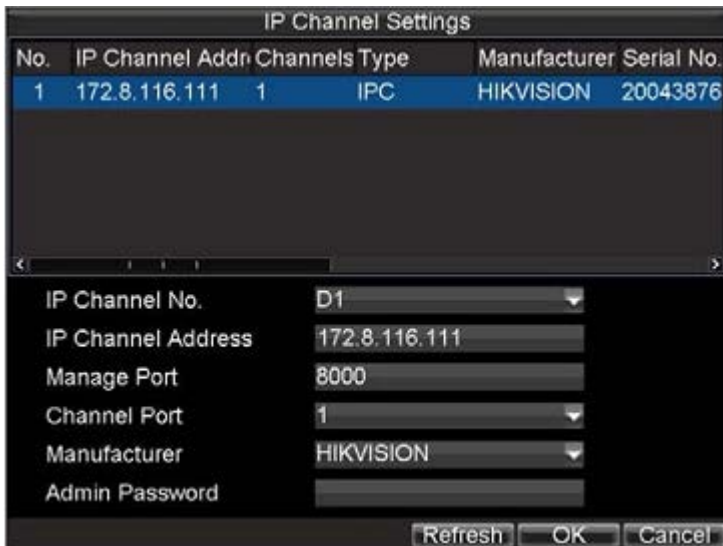 IP Channel Settings
No. IP Channel Addr Channels Type Manufacturer Serial No.
1 172.8.116.111 1 IPC HIKVISION 20043876
IP Channel No. D1
IP Channel Address 172.8.116.111
Manage Port 8000
Channel Port 1
Manufacturer HIKVISION
Admin Password
Refresh OK Cancel